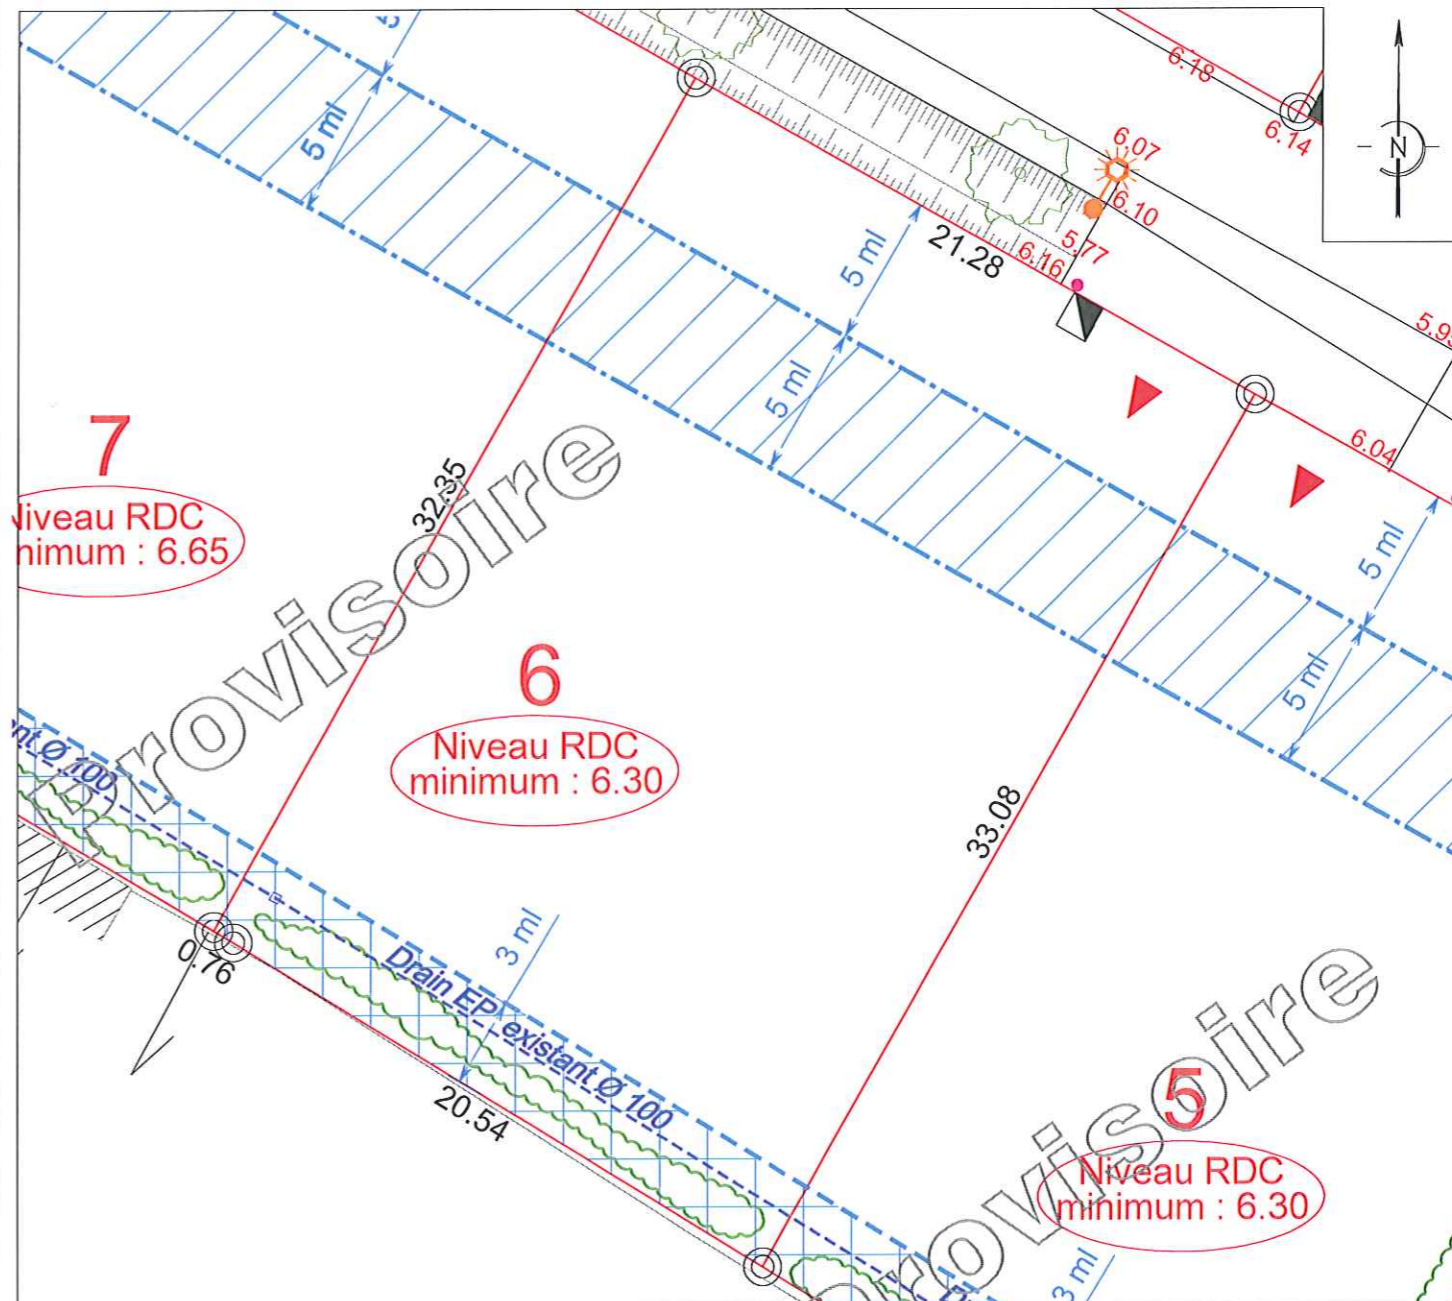 5 ml
6.18
6.14
N
6.07
6.10
5.77
6.16
21.28
5 ml
5 ml
6.04
5 ml
5 ml
7
Niveau RDC
nimum : 6.65
32.35
Provisoire
6
Niveau RDC
minimum : 6.30
33.08
nt Ø 100
0.76
3 ml
Drain EP existant Ø 100
20.54
Provisoire
5
Niveau RDC
minimum : 6.30
3 ml